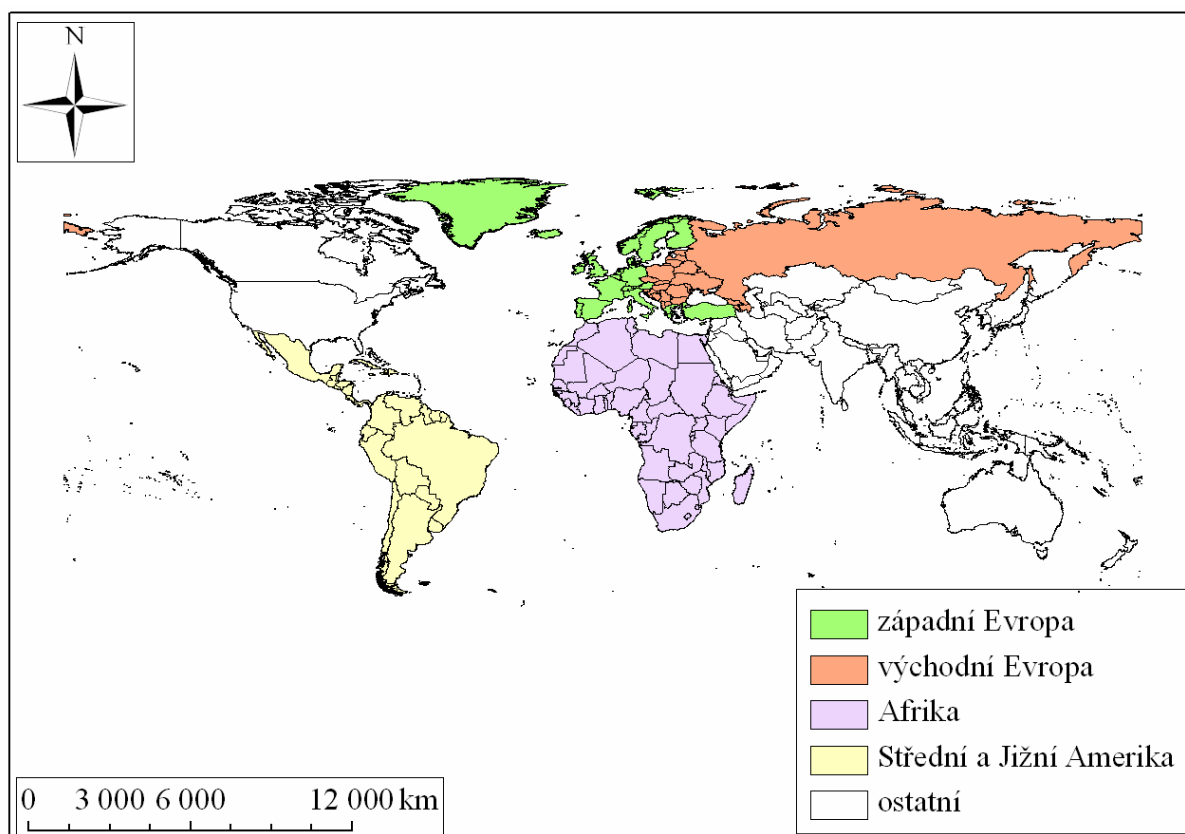 N
západní Evropa
východní Evropa
Afrika
Střední a Jižní Amerika
ostatní
0 3 000 6 000 12 000 km